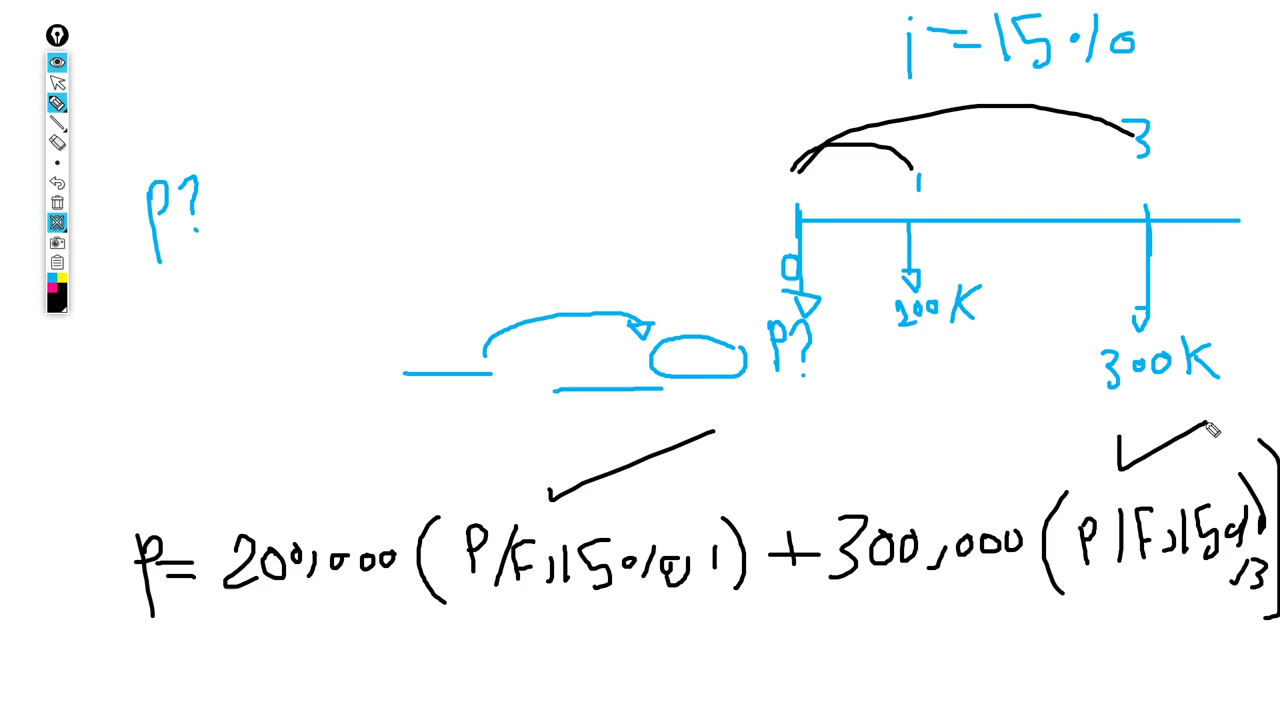 i = 15%
3
P?
1
0
200K
P?
300K
P = 200,000 (P/F, 15%, 1) + 300,000 (P/F, 15%, 3)